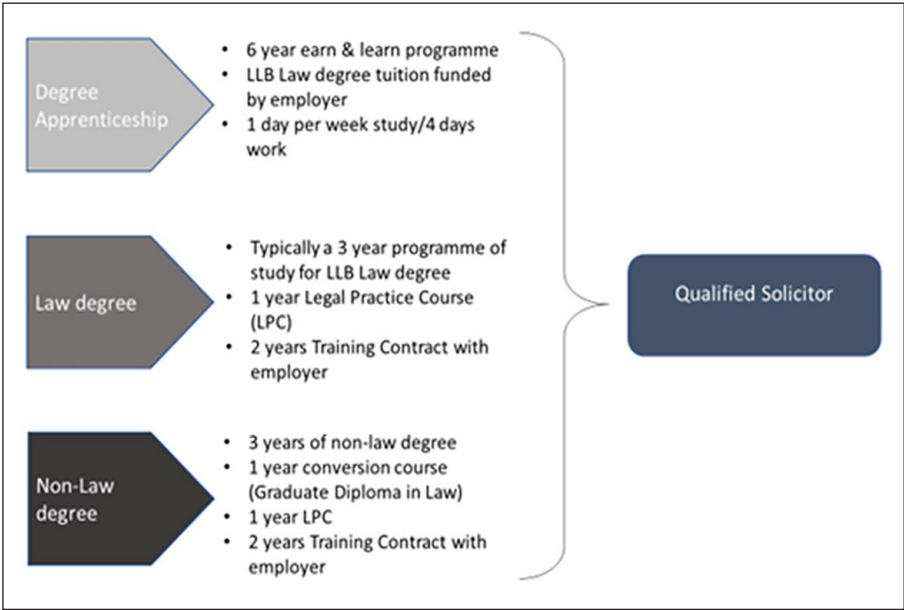 Degree
Apprenticeship
• 6 year earn & learn programme
• LLB Law degree tuition funded
by employer
• 1 day per week study/4 days
work
Law degree
• Typically a 3 year programme of
study for LLB Law degree
• 1 year Legal Practice Course
(LPC)
• 2 years Training Contract with
employer
Non-Law
degree
• 3 years of non-law degree
• 1 year conversion course
(Graduate Diploma in Law)
• 1 year LPC
• 2 years Training Contract with
employer
Qualified Solicitor